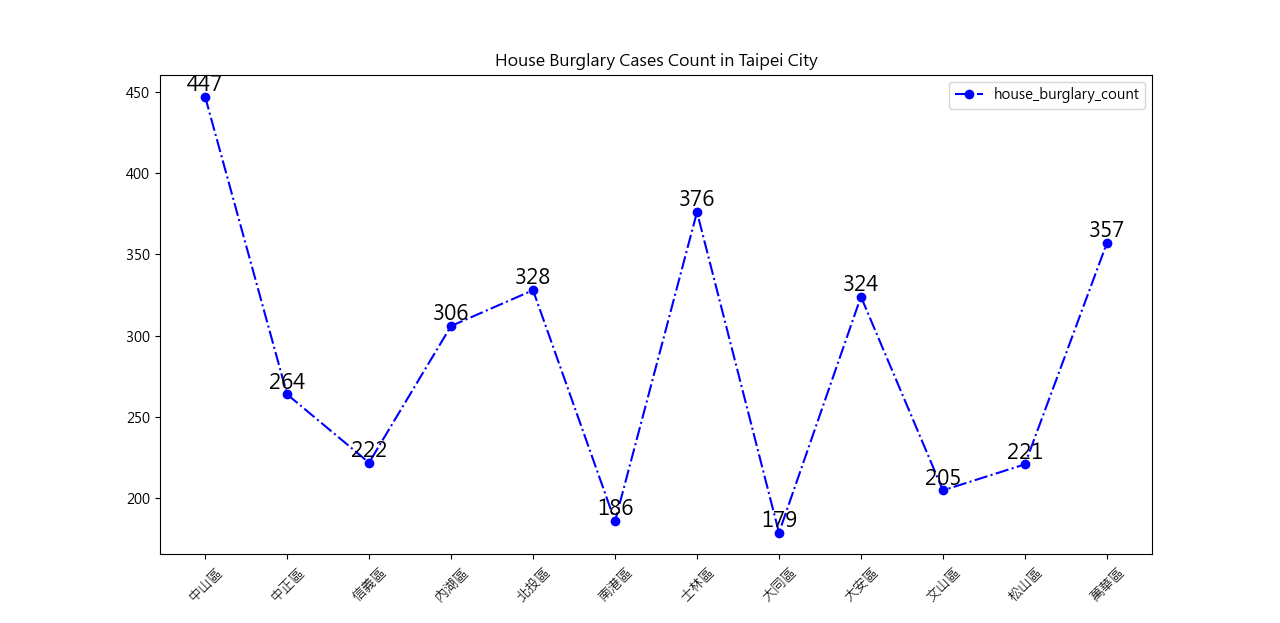 House Burglary Cases Count in Taipei City
house_burglary_count
450
400
350
300
250
200
447
264
222
306
328
186
376
179
324
205
221
357
中山區
中正區
信義區
內湖區
北投區
南港區
士林區
大同區
大安區
文山區
松山區
萬華區